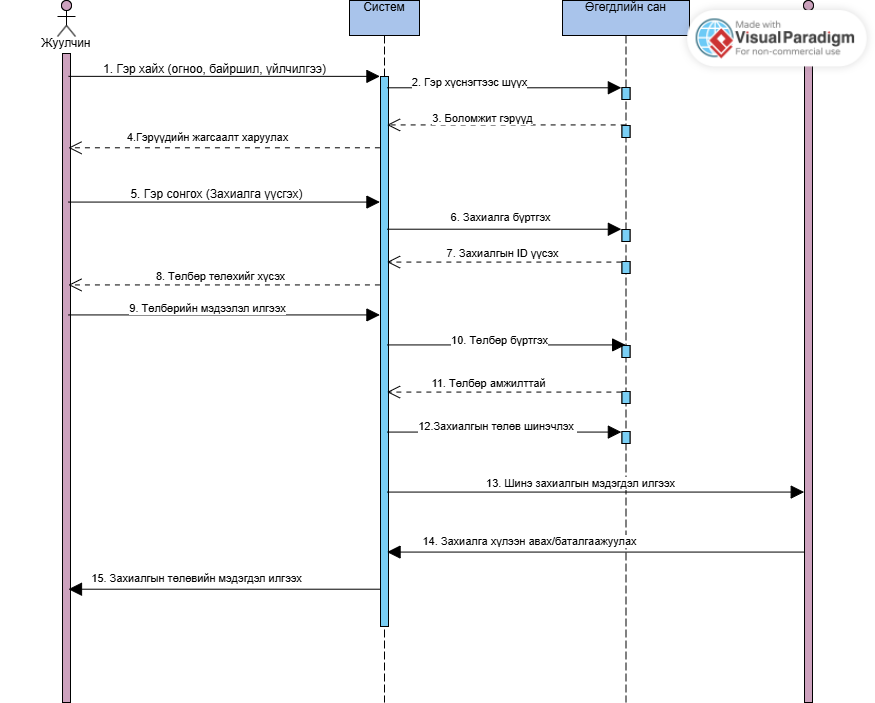 Систем
Өгөгдлийн сан
Made with
VisualParadigm
For non-commercial use
Жуулчин
1. Гэр хайх (огноо, байршил, үйлчилгээ)
2. Гэр хүснэгтээс шүүх
3. Боломжит гэрүүд
4.Гэрүүдийн жагсаалт харуулах
5. Гэр сонгох (Захиалга үүсгэх)
6. Захиалга бүртгэх
7. Захиалгын ID үүсэх
8. Төлбөр төлөхийг хүсэх
9. Төлбөрийн мэдээлэл илгээх
10. Төлбөр бүртгэх
11. Төлбөр амжилттай
12.Захиалгын төлөв шинэчлэх
13. Шинэ захиалгын мэдэгдэл илгээх
14. Захиалга хүлээн авах/баталгаажуулах
15. Захиалгын төлөвийн мэдэгдэл илгээх